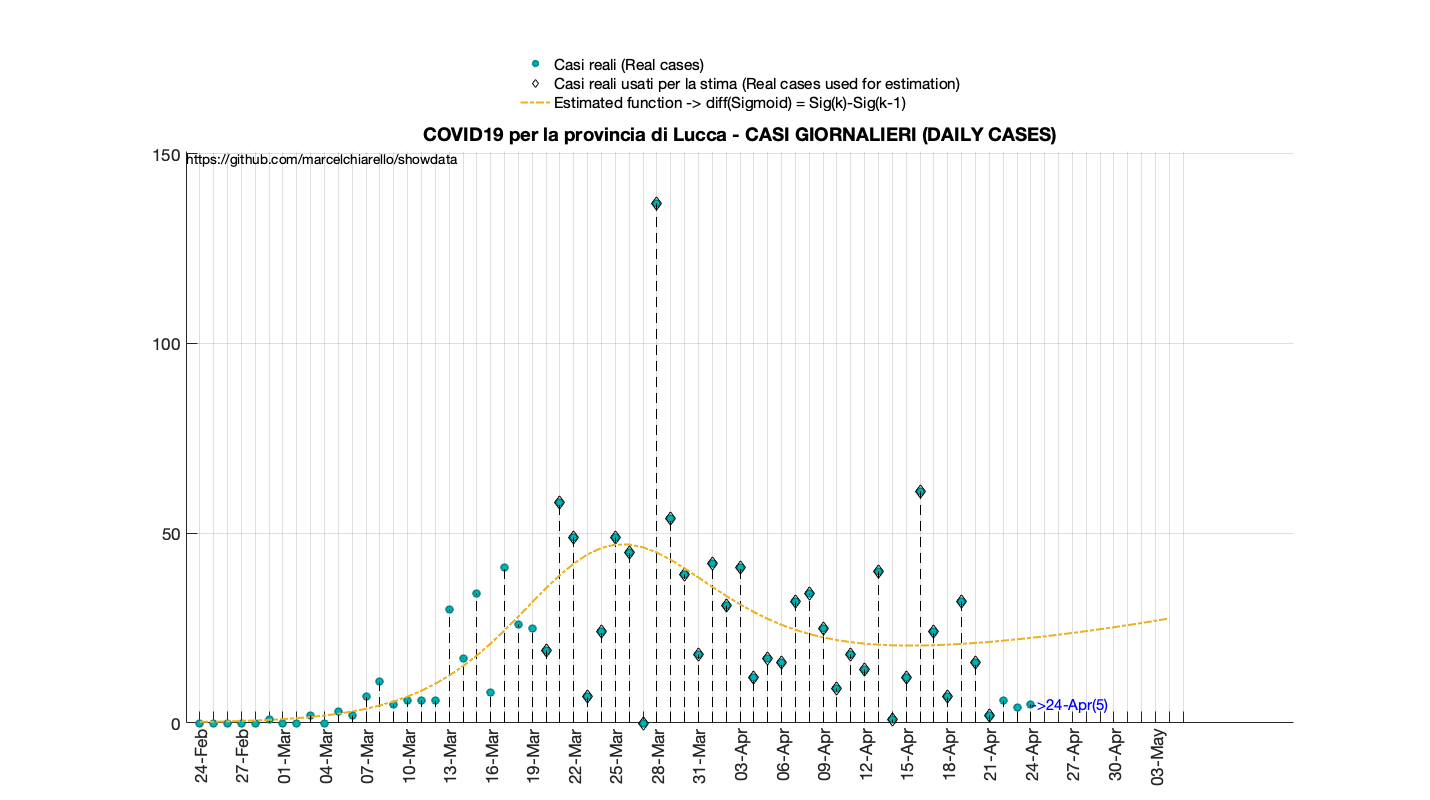 Casi reali (Real cases)
Casi reali usati per la stima (Real cases used for estimation)
Estimated function -> diff(Sigmoid) = Sig(k)-Sig(k-1)
COVID19 per la provincia di Lucca - CASI GIORNALIERI (DAILY CASES)
https://github.com/marcelchiarello/showdata
150
100
50
0
->24-Apr(5)
24-Feb
27-Feb
01-Mar
04-Mar
07-Mar
10-Mar
13-Mar
16-Mar
19-Mar
22-Mar
25-Mar
28-Mar
31-Mar
03-Apr
06-Apr
09-Apr
12-Apr
15-Apr
18-Apr
21-Apr
24-Apr
27-Apr
30-Apr
03-May